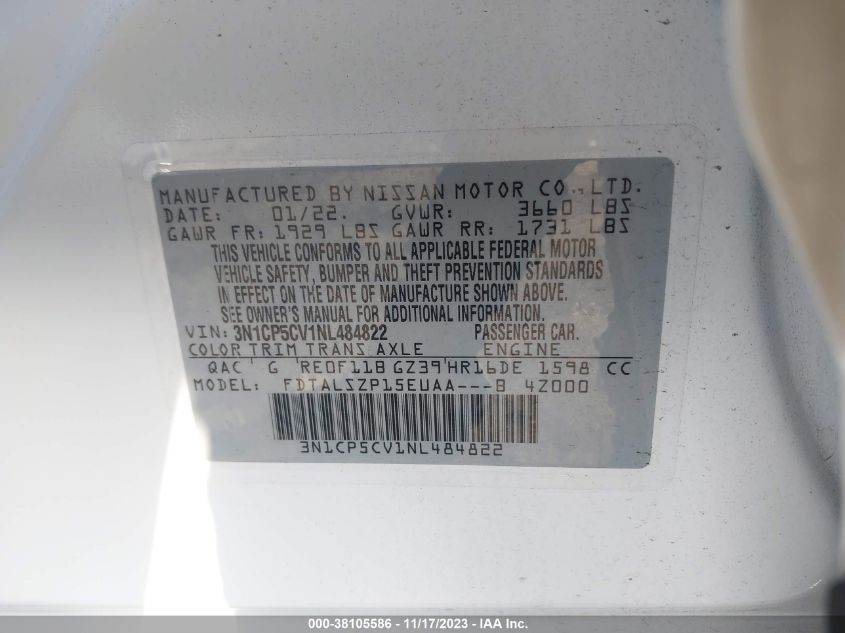 MANUFACTURED BY NISSAN MOTOR CO., LTD.
DATE: 01/22. GVWR: 3660 LBS
GAWR FR: 1929 LBS GAWR RR: 1731 LBS
THIS VEHICLE CONFORMS TO ALL APPLICABLE FEDERAL MOTOR
VEHICLE SAFETY, BUMPER AND THEFT PREVENTION STANDARDS
IN EFFECT ON THE DATE OF MANUFACTURE SHOWN ABOVE.
SEE OWNER'S MANUAL FOR ADDITIONAL INFORMATION.
VIN: 3N1CP5CV1NL484822 PASSENGER CAR.
COLOR TRIM TRANS AXLE ENGINE
QAC G RE0F11B GZ39 HR16DE 1598 CC
MODEL: FDTALSZP15EUAA---B 4Z000
3N1CP5CV1NL484822
000-38105586 - 11/17/2023 - IAA Inc.